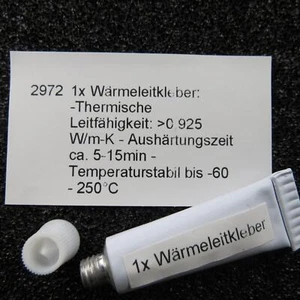 2972 1x Wärmeleitkleber:
-Thermische
Leitfähigkeit: >0.925
W/m-K - Aushärtungszeit
ca. 5-15min -
Temperaturstabil bis -60
- 250°C
1x Wärmeleitkleber